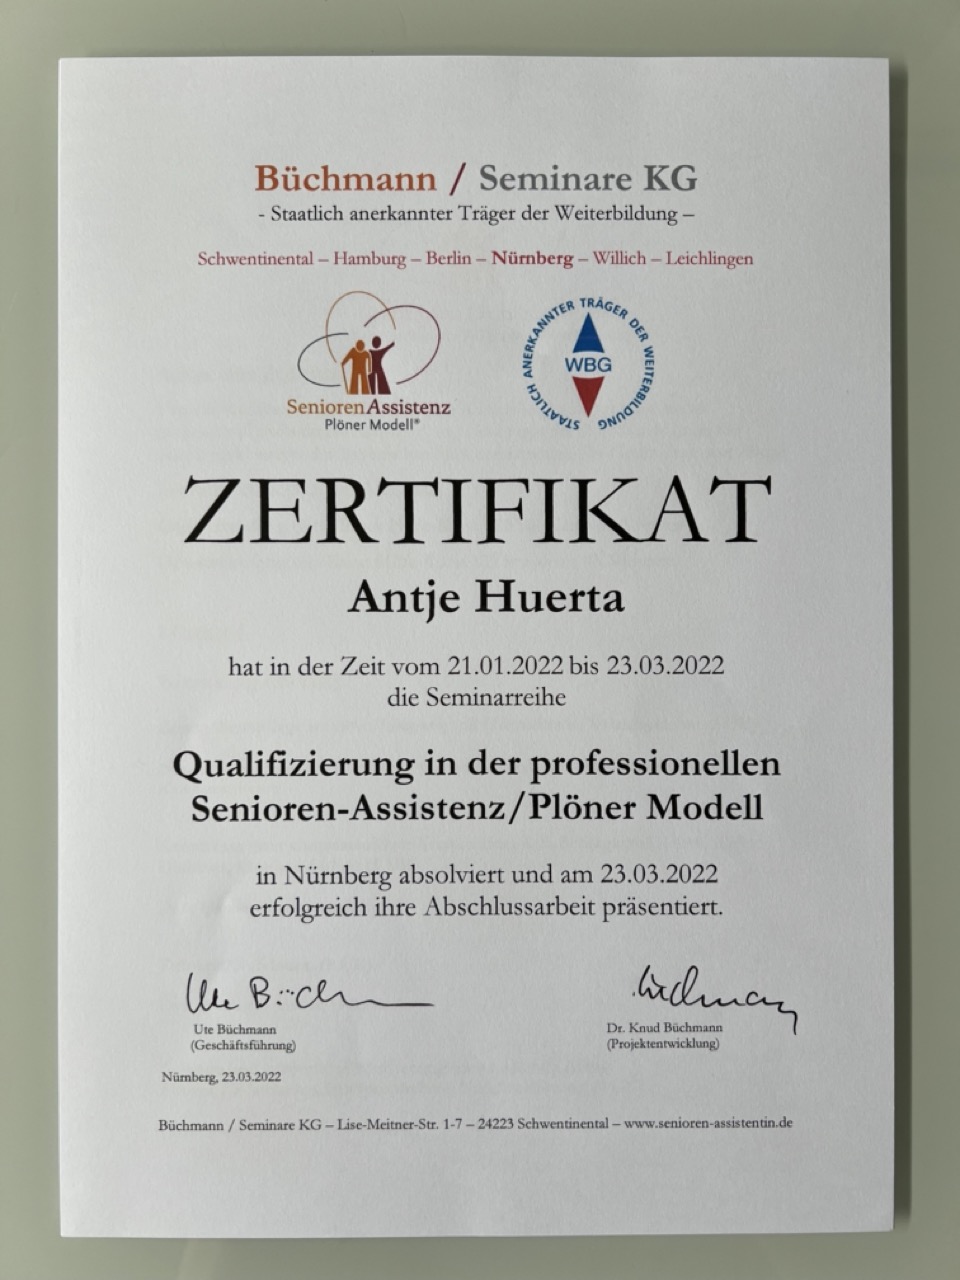 Büchmann / Seminare KG
- Staatlich anerkannter Träger der Weiterbildung –
Schwentinental – Hamburg – Berlin – Nürnberg – Willich – Leichlingen
SeniorenAssistenz
Plöner Modell®
STAATLICH ANERKANNTER TRÄGER DER WEITERBILDUNG
WBG
ZERTIFIKAT
Antje Huerta
hat in der Zeit vom 21.01.2022 bis 23.03.2022
die Seminarreihe
Qualifizierung in der professionellen
Senioren-Assistenz/Plöner Modell
in Nürnberg absolviert und am 23.03.2022
erfolgreich ihre Abschlussarbeit präsentiert.
Ute Büchmann
(Geschäftsführung)
Dr. Knud Büchmann
(Projektentwicklung)
Nürnberg, 23.03.2022
Büchmann / Seminare KG – Lise-Meitner-Str. 1-7 – 24223 Schwentinental – www.senioren-assistentin.de